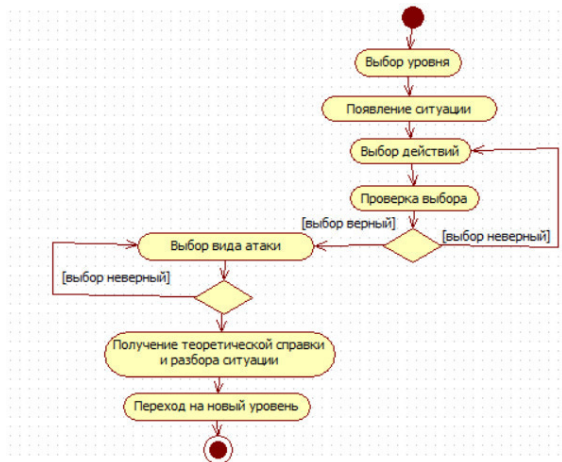 Выбор уровня
Появление ситуации
Выбор действий
Проверка выбора
[выбор верный]
[выбор неверный]
Выбор вида атаки
[выбор неверный]
Получение теоретической справки
и разбора ситуации
Переход на новый уровень